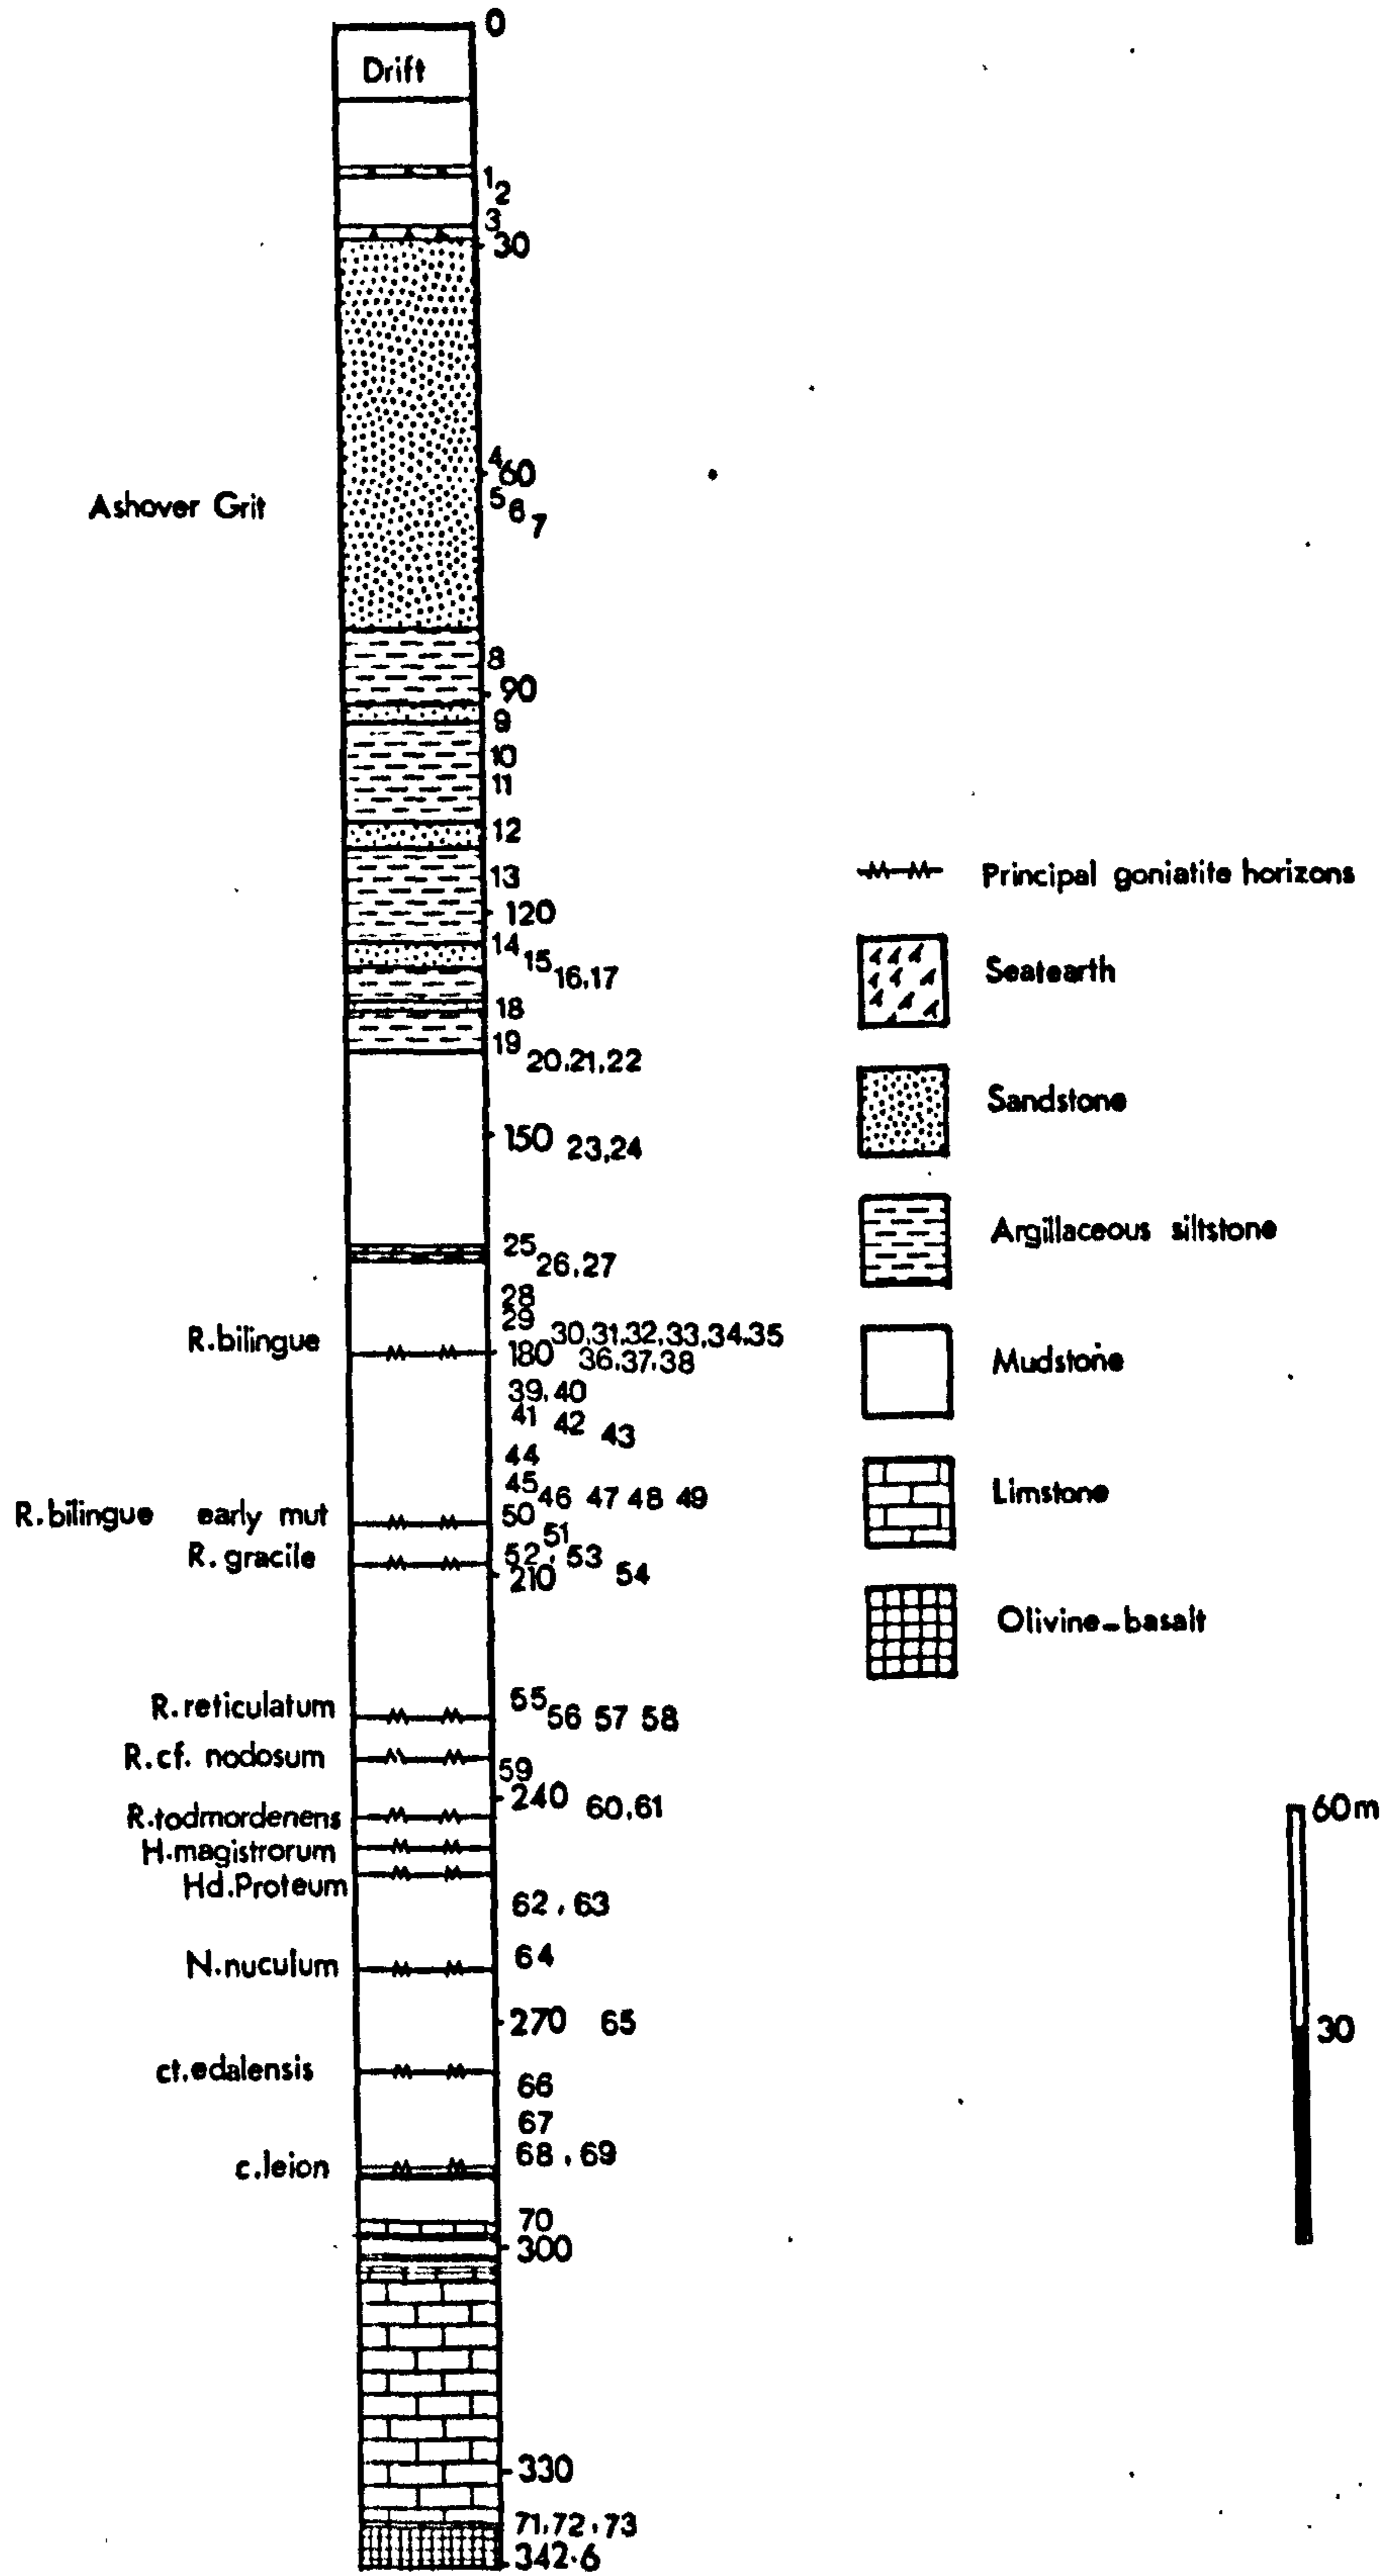 0
Drift
1
2
3
30
4
60
Ashover Grit
5
6
7
8
90
9
10
11
12
13
120
14
15
16,17
18
19
20,21,22
150 23,24
25
26,27
28
29
R.bilingue
30,31,32,33,34,35
180 36,37,38
39,40
41 42 43
44
45
46 47 48 49
R.bilingue early mut
50
51
R. gracile
52, 53
210 54
R.reticulatum
55
56 57 58
R.cf. nodosum
59
240 60,61
R.todmordenens
H.magistrorum
Hd.Proteum
62, 63
N.nuculum
64
270 65
ct.edalensis
66
67
68, 69
c.leion
70
300
330
71,72,73
342·6
Principal goniatite horizons
Seatearth
Sandstone
Argillaceous siltstone
Mudstone
Limstone
Olivine-basalt
60m
30